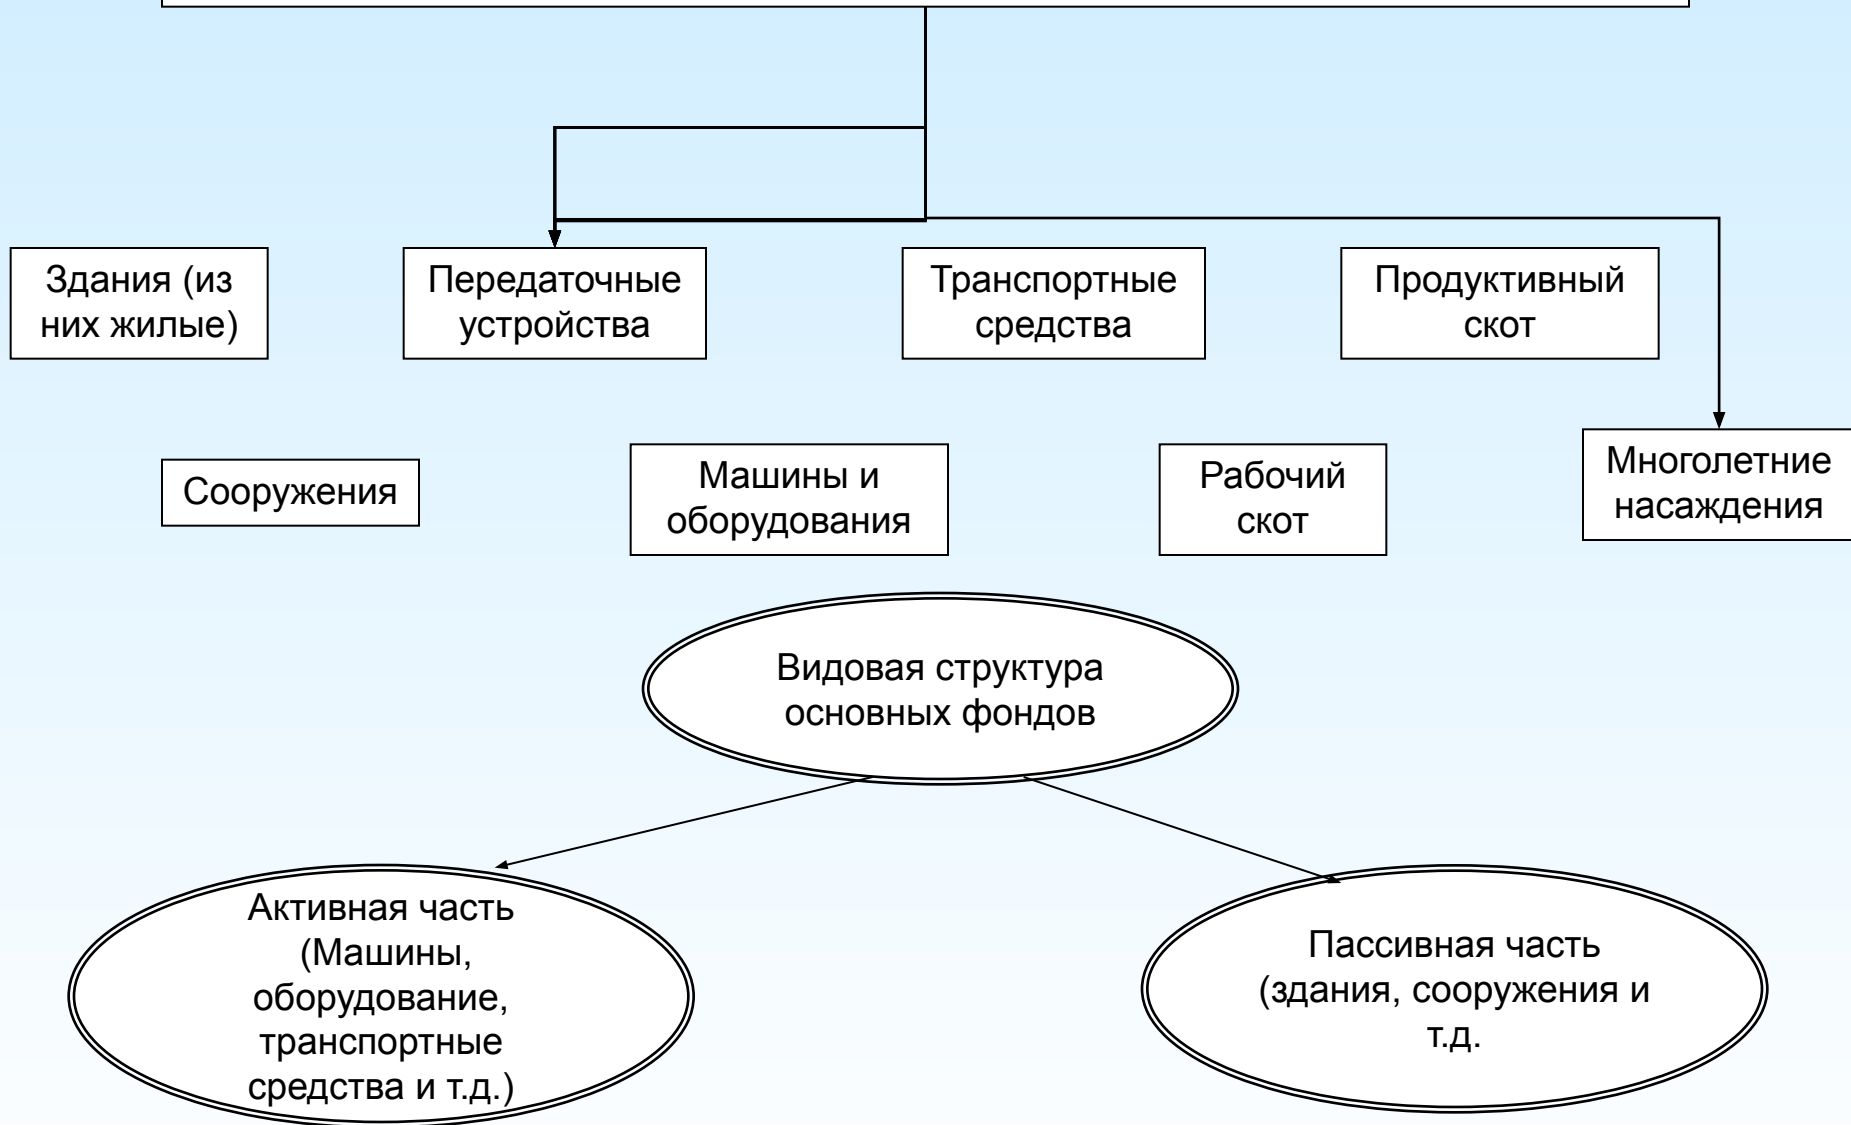 Здания (из
них жилые)
Передаточные
устройства
Транспортные
средства
Продуктивный
скот
Сооружения
Машины и
оборудования
Рабочий
скот
Многолетние
насаждения
Видовая структура
основных фондов
Активная часть
(Машины,
оборудование,
транспортные
средства и т.д.)
Пассивная часть
(здания, сооружения и
т.д.